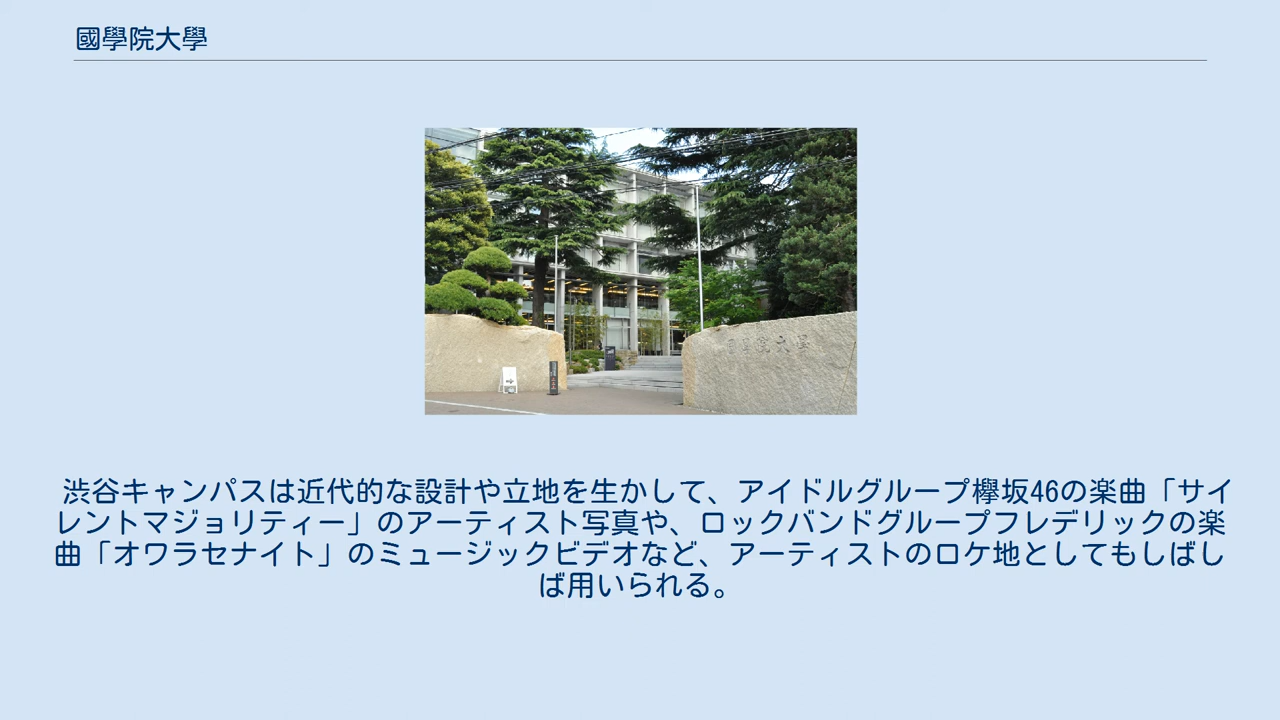 國學院大學
渋谷キャンパスは近代的な設計や立地を生かして、アイドルグループ欅坂46の楽曲「サイ
レントマジョリティー」のアーティスト写真や、ロックバンドグループフレデリックの楽
曲「オワラセナイト」のミュージックビデオなど、アーティストのロケ地としてもしばし
ば用いられる。